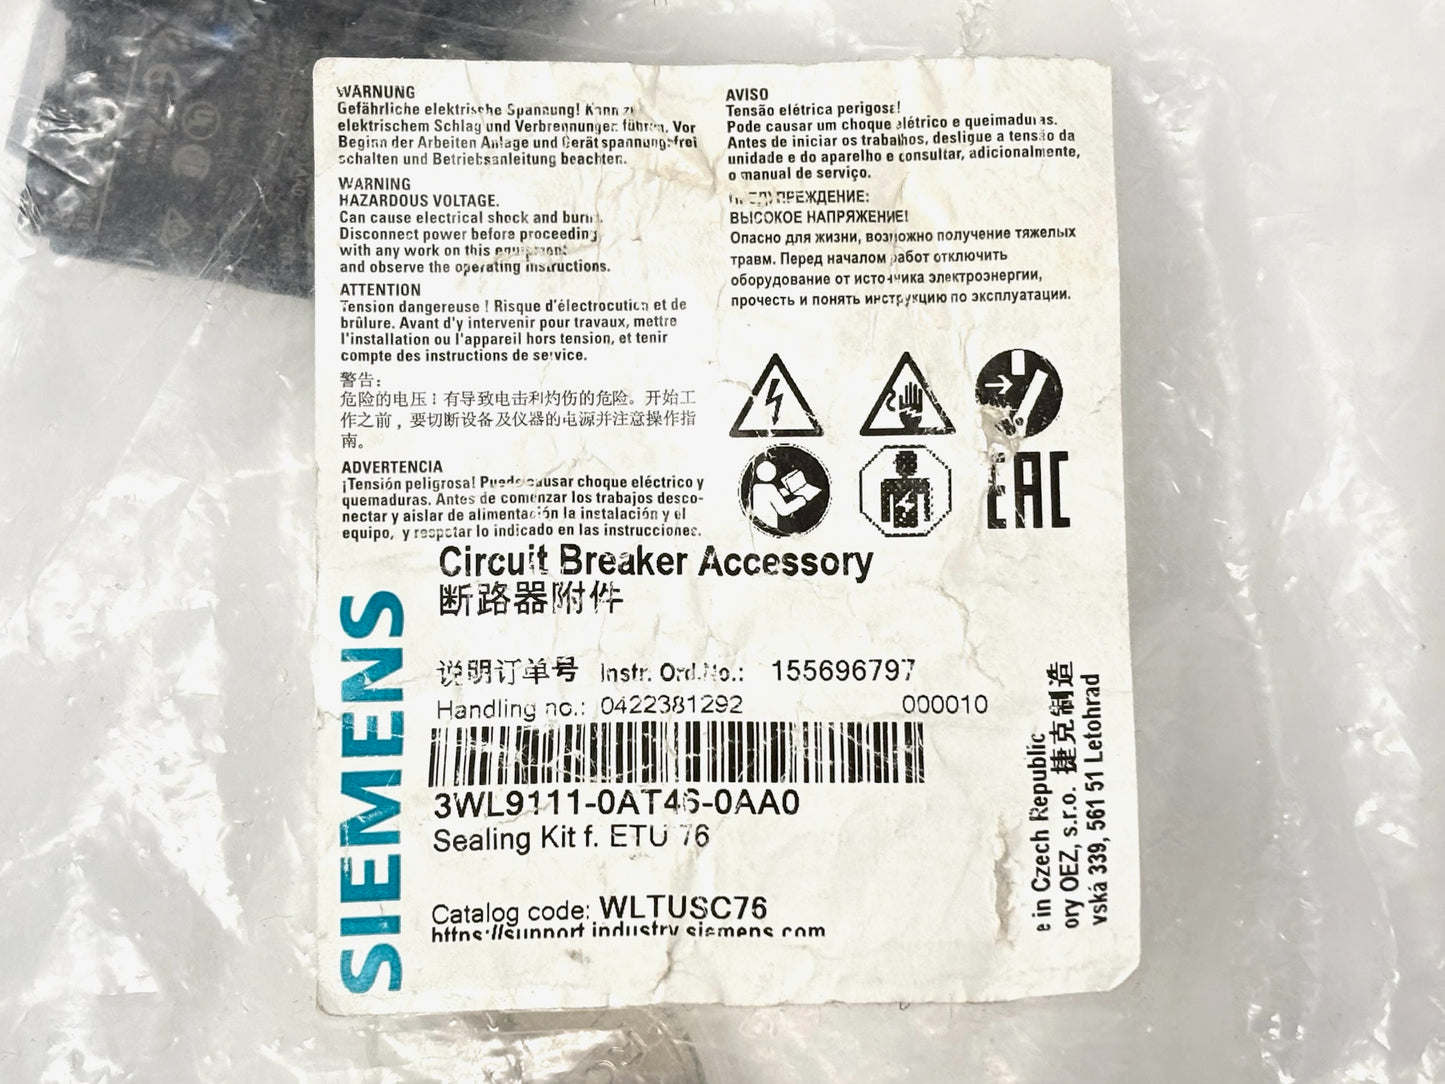 WARNUNG
Gefährliche elektrische Spannung! Kann zu
elektrischem Schlag und Verbrennungen führen. Vor
Beginn der Arbeiten Anlage und Gerät spannungsfrei
schalten und Betriebsanleitung beachten.
WARNING
HAZARDOUS VOLTAGE.
Can cause electrical shock and burns.
Disconnect power before proceeding
with any work on this equipment
and observe the operating instructions.
ATTENTION
Tension dangereuse ! Risque d'électrocution et de
brûlure. Avant d'y intervenir pour travaux, mettre
l'installation ou l'appareil hors tension, et tenir
compte des instructions de service.
警告:
危险的电压!有导致电击和灼伤的危险。开始工
作之前,要切断设备及仪器的电源并注意操作指
南。
ADVERTENCIA
¡Tensión peligrosa! Puede causar choque eléctrico y
quemaduras. Antes de comenzar los trabajos desco-
nectar y aislar de alimentación la instalación y el
equipo, y respetar lo indicado en las instrucciones.
AVISO
Tensão elétrica perigosa!
Pode causar um choque elétrico e queimaduras.
Antes de iniciar os trabalhos, desligue a tensão da
unidade e do aparelho e consultar, adicionalmente,
o manual de serviço.
ПРЕДУПРЕЖДЕНИЕ:
ВЫСОКОЕ НАПРЯЖЕНИЕ!
Опасно для жизни, возможно получение тяжелых
травм. Перед началом работ отключить
оборудование от источника электроэнергии,
прочесть и понять инструкцию по эксплуатации.
EAC
Circuit Breaker Accessory
断路器附件
SIEMENS
说明订单号 Instr. Ord.No.: 155696797
Handling no.: 0422381292 000010
3WL9111-0AT46-0AA0
Sealing Kit f. ETU 76
Catalog code: WLTUSC76
https://support.industry.siemens.com
e in Czech Republic 捷克制造
ory OEZ, s.r.o.
vská 339, 561 51 Letohrad